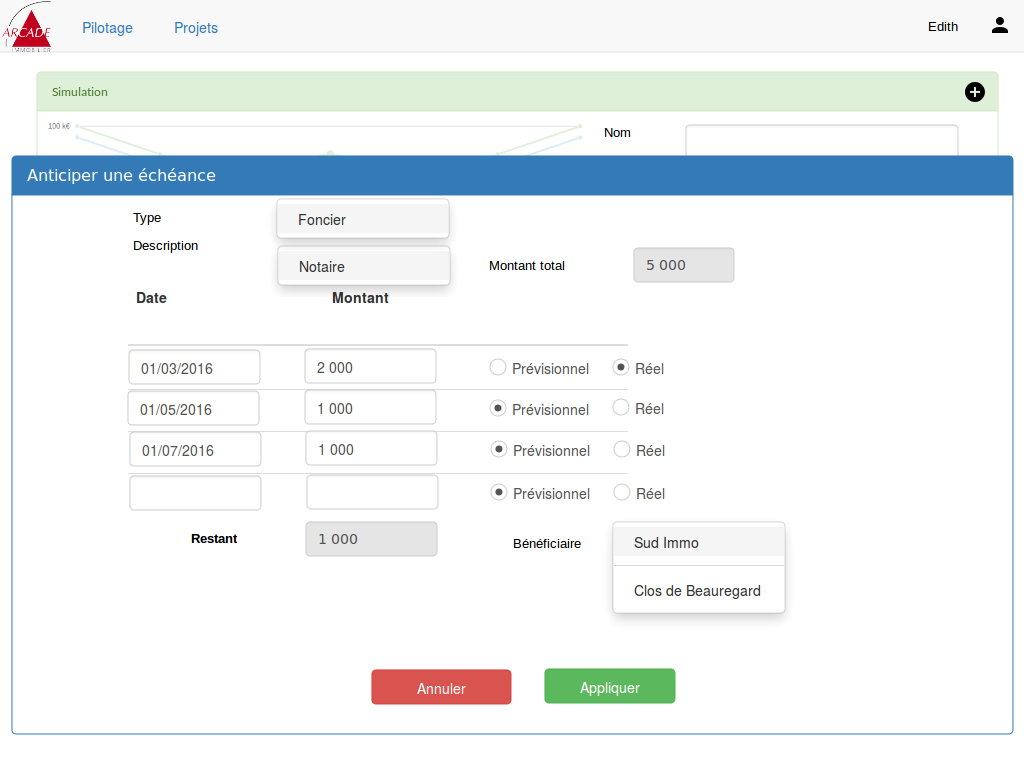 ARCADE
IMMOBILIER
Pilotage
Projets
Edith
Simulation
100 k€
Nom
Anticiper une échéance
Type
Foncier
Description
Notaire
Montant total
5 000
Date
Montant
01/03/2016
2 000
Prévisionnel
Réel
01/05/2016
1 000
Prévisionnel
Réel
01/07/2016
1 000
Prévisionnel
Réel
Prévisionnel
Réel
Restant
1 000
Bénéficiaire
Sud Immo
Clos de Beauregard
Annuler
Appliquer